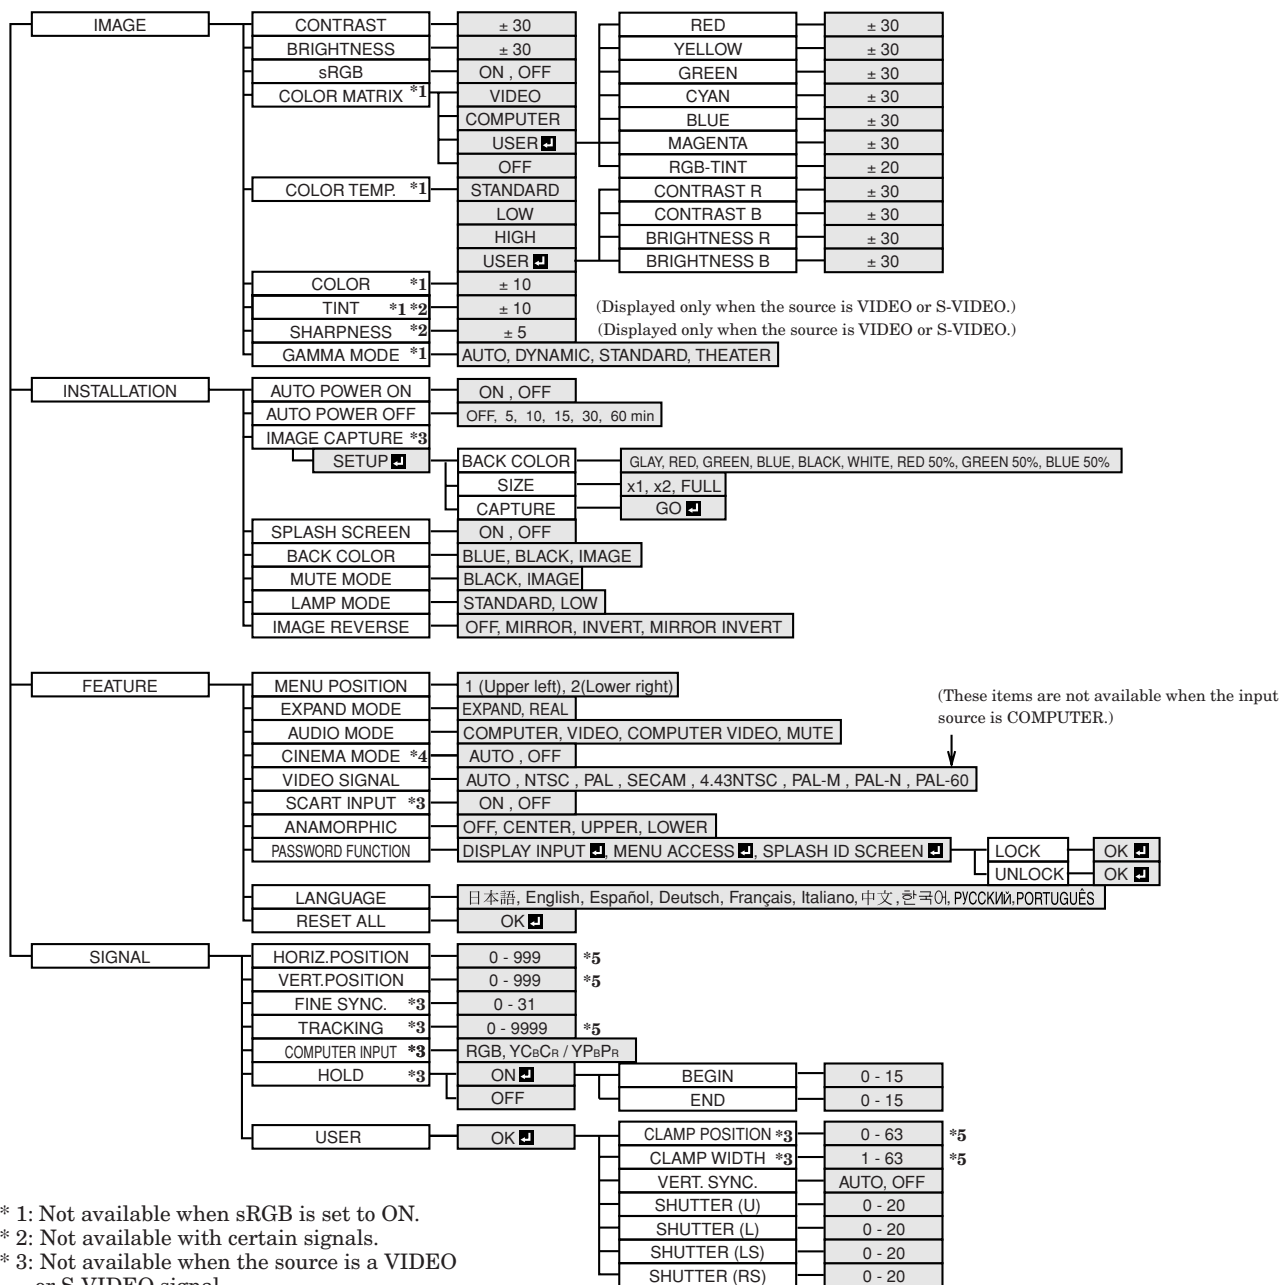 IMAGE
CONTRAST ± 30
BRIGHTNESS ± 30
sRGB ON , OFF
COLOR MATRIX *1 VIDEO
COMPUTER
USER
OFF
RED ± 30
YELLOW ± 30
GREEN ± 30
CYAN ± 30
BLUE ± 30
MAGENTA ± 30
RGB-TINT ± 20
COLOR TEMP. *1 STANDARD
LOW
HIGH
USER
CONTRAST R ± 30
CONTRAST B ± 30
BRIGHTNESS R ± 30
BRIGHTNESS B ± 30
COLOR *1 ± 10
TINT *1 *2 ± 10 (Displayed only when the source is VIDEO or S-VIDEO.)
SHARPNESS *2 ± 5 (Displayed only when the source is VIDEO or S-VIDEO.)
GAMMA MODE *1 AUTO, DYNAMIC, STANDARD, THEATER
INSTALLATION
AUTO POWER ON ON , OFF
AUTO POWER OFF OFF, 5, 10, 15, 30, 60 min
IMAGE CAPTURE *3
SETUP
BACK COLOR GLAY, RED, GREEN, BLUE, BLACK, WHITE, RED 50%, GREEN 50%, BLUE 50%
SIZE x1, x2, FULL
CAPTURE GO
SPLASH SCREEN ON , OFF
BACK COLOR BLUE, BLACK, IMAGE
MUTE MODE BLACK, IMAGE
LAMP MODE STANDARD, LOW
IMAGE REVERSE OFF, MIRROR, INVERT, MIRROR INVERT
FEATURE
MENU POSITION 1 (Upper left), 2(Lower right)
EXPAND MODE EXPAND, REAL
AUDIO MODE COMPUTER, VIDEO, COMPUTER VIDEO, MUTE
CINEMA MODE *4 AUTO , OFF
(These items are not available when the input
source is COMPUTER.)
VIDEO SIGNAL AUTO , NTSC , PAL , SECAM , 4.43NTSC , PAL-M , PAL-N , PAL-60
SCART INPUT *3 ON , OFF
ANAMORPHIC OFF, CENTER, UPPER, LOWER
PASSWORD FUNCTION DISPLAY INPUT , MENU ACCESS , SPLASH ID SCREEN
LOCK OK
UNLOCK OK
LANGUAGE 日本語, English, Español, Deutsch, Français, Italiano, 中文, 한국어, РУССКИЙ, PORTUGUÊS
RESET ALL OK
SIGNAL
HORIZ.POSITION 0 - 999 *5
VERT.POSITION 0 - 999 *5
FINE SYNC. *3 0 - 31
TRACKING *3 0 - 9999 *5
COMPUTER INPUT *3 RGB, YCBCR / YPBPR
HOLD *3 ON
OFF
BEGIN 0 - 15
END 0 - 15
USER OK
CLAMP POSITION *3 0 - 63 *5
CLAMP WIDTH *3 1 - 63 *5
VERT. SYNC. AUTO, OFF
SHUTTER (U) 0 - 20
SHUTTER (L) 0 - 20
SHUTTER (LS) 0 - 20
SHUTTER (RS) 0 - 20
* 1: Not available when sRGB is set to ON.
* 2: Not available with certain signals.
* 3: Not available when the source is a VIDEO
or S-VIDEO signal